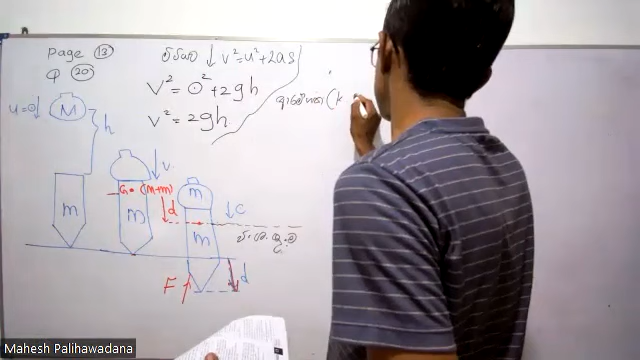 Page 13
Q 20
v² = u² + 2as
V² = 0² + 2gh
V² = 2gh
u = 0
M
h
v
G
(M+m)
m
m
m
m
d
c
d
F
Mahesh Palihawadana